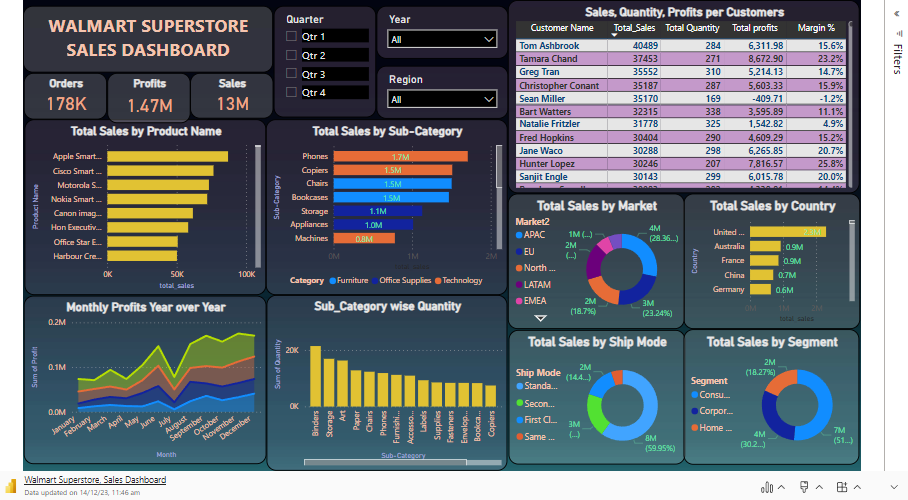 WALMART SUPERSTORE
SALES DASHBOARD
Orders
178K
Profits
1.47M
Sales
13M
Quarter
Qtr 1
Qtr 2
Qtr 3
Qtr 4
Year
All
Region
All
Sales, Quantity, Profits per Customers
Customer Name Total_Sales Total Quantity Total profits Margin %
Tom Ashbrook 40489 284 6,311.98 15.6%
Tamara Chand 37453 271 8,672.90 23.2%
Greg Tran 35552 310 5,214.13 14.7%
Christopher Conant 35187 287 5,603.33 15.9%
Sean Miller 35170 169 -409.71 -1.2%
Bart Watters 32315 338 3,595.89 11.1%
Natalie Fritzler 31778 325 1,542.82 4.9%
Fred Hopkins 30404 290 4,609.29 15.2%
Jane Waco 30288 298 6,265.85 20.7%
Hunter Lopez 30246 207 7,816.57 25.8%
Sanjit Engle 30143 299 6,015.78 20.0%
Filters
Total Sales by Product Name
Product Name
Apple Smart...
Cisco Smart ...
Motorola S...
Nokia Smart ...
Canon imag...
Hon Executiv...
Office Star E...
Harbour Cre...
0K 50K 100K
total_sales
Total Sales by Sub-Category
Sub-Category
Phones 1.7M
Copiers 1.5M
Chairs 1.5M
Bookcases 1.5M
Storage 1.1M
Appliances 1.0M
Machines 0.8M
0M 1M 2M
Category Furniture Office Supplies Technology
Total Sales by Market
Market2
APAC
EU
North ...
LATAM
EMEA
1M (...)
2M
(...)
4M
(28.36...)
2M
(18.7%)
3M
(23.24%)
Total Sales by Country
Country
United ...
Australia 0.9M
France 0.9M
China 0.7M
Germany 0.6M
total_sales
Monthly Profits Year over Year
Sum of Profit
0.2M
0.1M
0.0M
January
February
March
April
May
June
July
August
September
October
November
December
Month
Sub_Category wise Quantity
Sum of Quantity
20K
0K
Binders
Storage
Art
Paper
Chairs
Phones
Furnish...
Accesso...
Labels
Supplies
Fasteners
Envelop...
Bookca...
Copiers
Sub-Category
Total Sales by Ship Mode
Ship Mode
Standa...
Secon...
First Cl...
Same ...
2M
(14.4...)
3M
(...)
8M
(59.95%)
Total Sales by Segment
Segment
Consu...
Corpor...
Home ...
2M
(18.27%)
4M
(30.2...)
7M
(51...)
Walmart Superstore, Sales Dashboard
Data updated on 14/12/23, 11:46 am